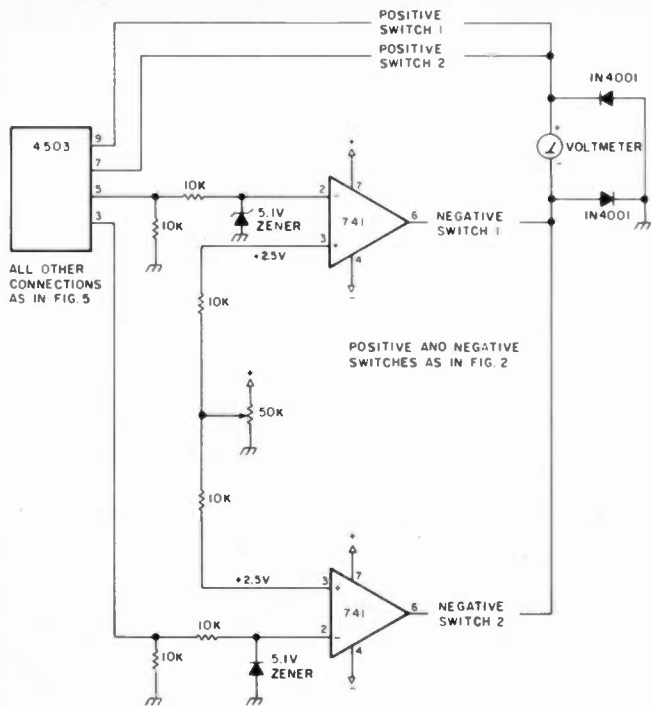 POSITIVE
SWITCH 1
POSITIVE
SWITCH 2
1N4001
4503
9
7
5
3
+
VOLTMETER
-
10K
2
-
+
7
741
6
NEGATIVE
SWITCH 1
1N4001
10K
5.1V
ZENER
3
+
4
-
+2.5V
ALL OTHER
CONNECTIONS
AS IN FIG. 5
10K
POSITIVE AND NEGATIVE
SWITCHES AS IN FIG. 2
+
50K
10K
+
7
+2.5V
3
+
741
6
NEGATIVE
SWITCH 2
10K
2
-
4
-
10K
5.1V
ZENER